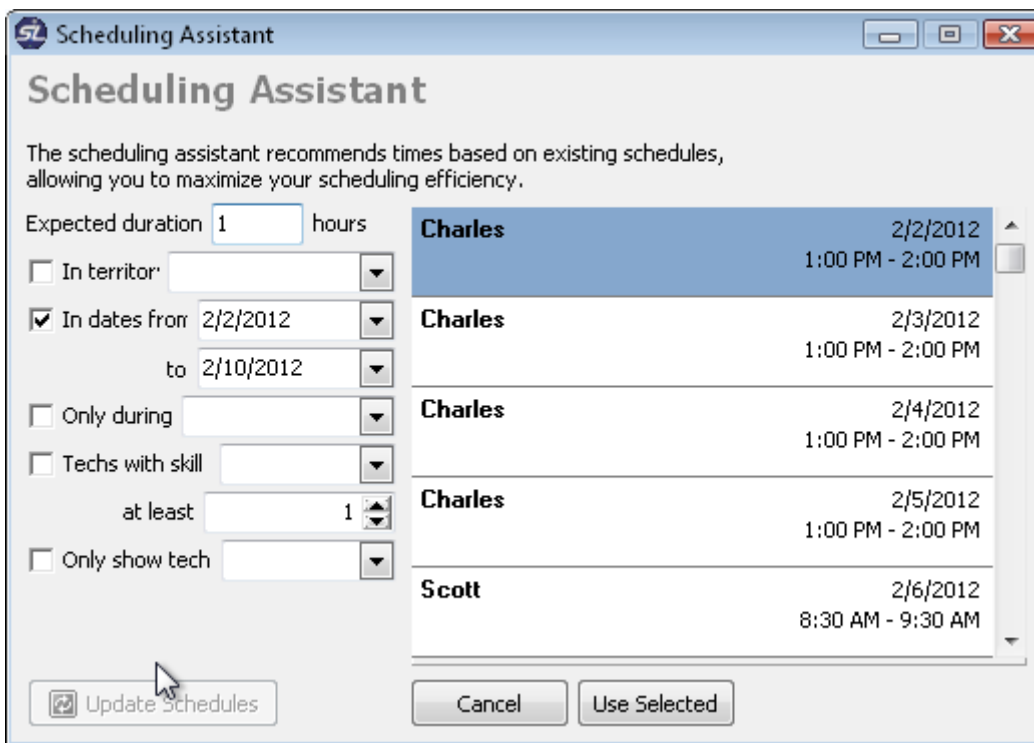 SL Scheduling Assistant
Scheduling Assistant
The scheduling assistant recommends times based on existing schedules,
allowing you to maximize your scheduling efficiency.
Expected duration 1 hours
In territor
In dates from 2/2/2012
to 2/10/2012
Only during
Techs with skill
at least 1
Only show tech
Update Schedules
Charles 2/2/2012
1:00 PM - 2:00 PM
Charles 2/3/2012
1:00 PM - 2:00 PM
Charles 2/4/2012
1:00 PM - 2:00 PM
Charles 2/5/2012
1:00 PM - 2:00 PM
Scott 2/6/2012
8:30 AM - 9:30 AM
Cancel Use Selected